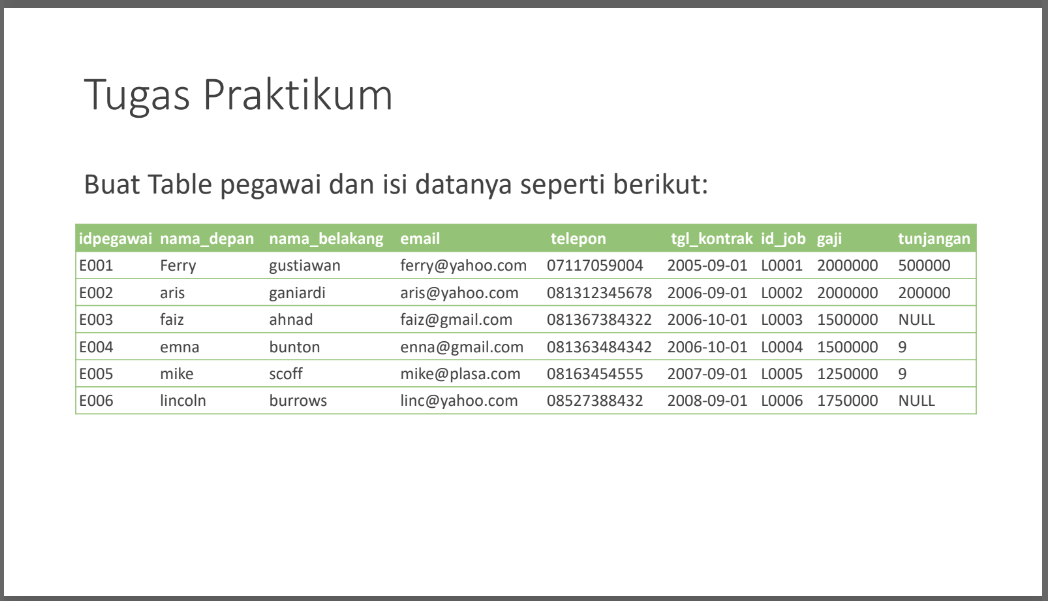 Tugas Praktikum
Buat Table pegawai dan isi datanya seperti berikut:
idpegawai nama_depan nama_belakang email telepon tgl_kontrak id_job gaji tunjangan
E001 Ferry gustiawan ferry@yahoo.com 07117059004 2005-09-01 L0001 2000000 500000
E002 aris ganiardi aris@yahoo.com 081312345678 2006-09-01 L0002 2000000 200000
E003 faiz ahnad faiz@gmail.com 081367384322 2006-10-01 L0003 1500000 NULL
E004 emna bunton enna@gmail.com 081363484342 2006-10-01 L0004 1500000 9
E005 mike scoff mike@plasa.com 08163454555 2007-09-01 L0005 1250000 9
E006 lincoln burrows linc@yahoo.com 08527388432 2008-09-01 L0006 1750000 NULL